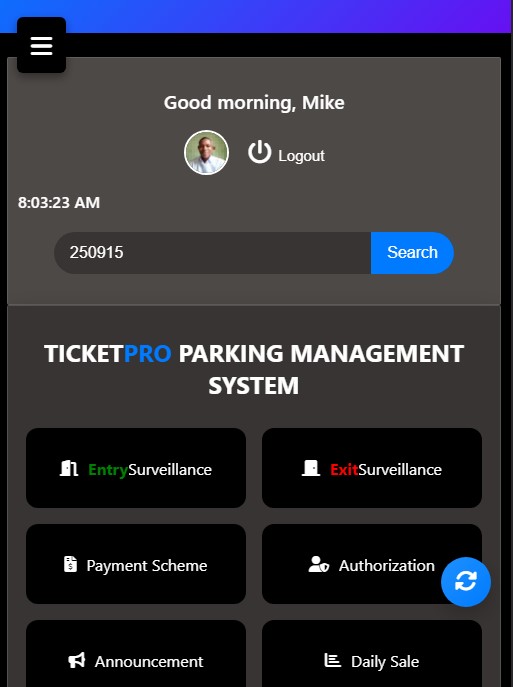 Good morning, Mike
Logout
8:03:23 AM
250915 Search
TICKETPRO PARKING MANAGEMENT
SYSTEM
EntrySurveillance
ExitSurveillance
Payment Scheme
Authorization
Announcement
Daily Sale